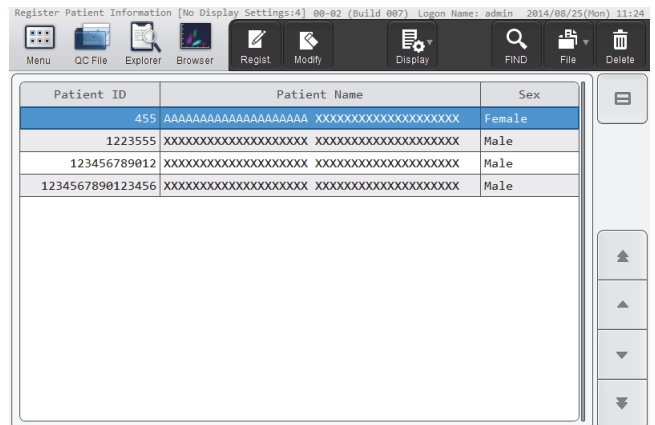 Register Patient Information [No Display Settings:4] 00-02 (Build 007) Logon Name: admin 2014/08/25(Mon) 11:24
Menu QC File Explorer Browser Regist. Modify Display FIND File Delete
Patient ID Patient Name Sex
455 AAAAAAAAAAAAAAAAAAAA XXXXXXXXXXXXXXXXXXXX Female
1223555 XXXXXXXXXXXXXXXXXXXX XXXXXXXXXXXXXXXXXXXX Male
123456789012 XXXXXXXXXXXXXXXXXXXX XXXXXXXXXXXXXXXXXXXX Male
1234567890123456 XXXXXXXXXXXXXXXXXXXX XXXXXXXXXXXXXXXXXXXX Male